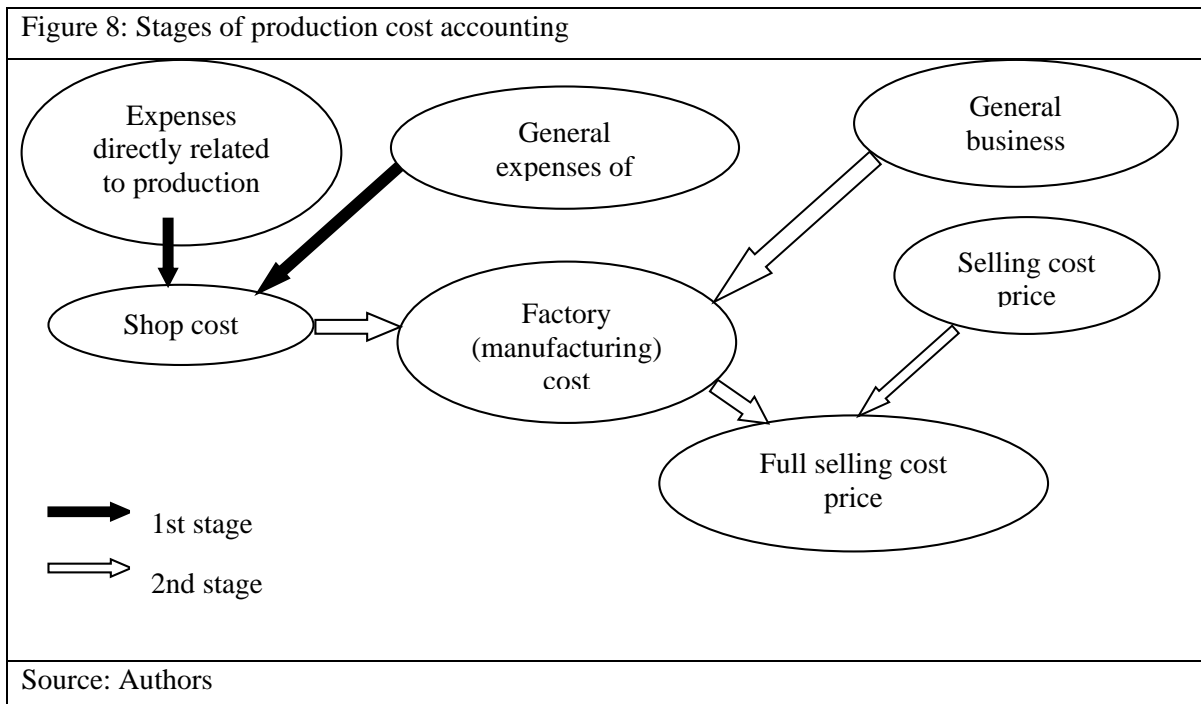 Figure 8: Stages of production cost accounting
Expenses
directly related
to production
General
expenses of
General
business
Selling cost
price
Shop cost
Factory
(manufacturing)
cost
Full selling cost
price
1st stage
2nd stage
Source: Authors